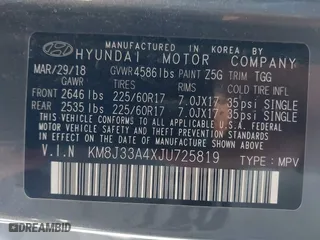 MANUFACTURED IN KOREA BY
HYUNDAI MOTOR COMPANY
MAR/29/18 GVWR4586lbs PAINT Z5G TRIM TGG
GAWR TIRES RIMS COLD TIRE INFL
FRONT 2646 lbs 225/60R17 7.0JX17 35psi SINGLE
REAR 2535 lbs 225/60R17 7.0JX17 35psi SINGLE
THIS VEHICLE CONFORMS TO ALL APPLICABLE FEDERAL MOTOR VEHICLE
SAFETY, BUMPER, AND THEFT PREVENTION STANDARDS IN EFFECT ON THE
DATE OF MANUFACTURE SHOWN ABOVE.
V.I.N KM8J33A4XJU725819 TYPE : MPV
DREAMBID